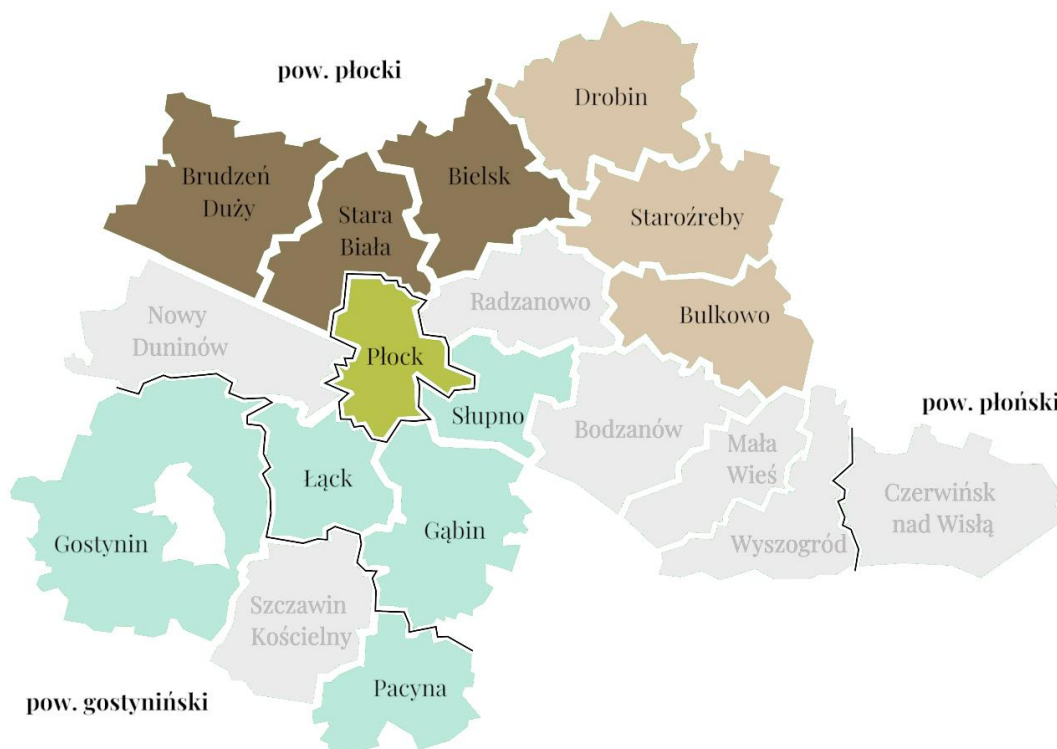 pow. płocki
Drobin
Brudzeń
Duży
Bielsk
Stara
Biała
Staroźreby
Radzanowo
Nowy
Duninów
Bulkowo
Płock
Słupno
pow. płoński
Bodzanów
Mała
Wieś
Łąck
Czerwińsk
nad Wisłą
Gostynin
Gąbin
Wyszogród
Szczawin
Kościelny
Pacyna
pow. gostyniński